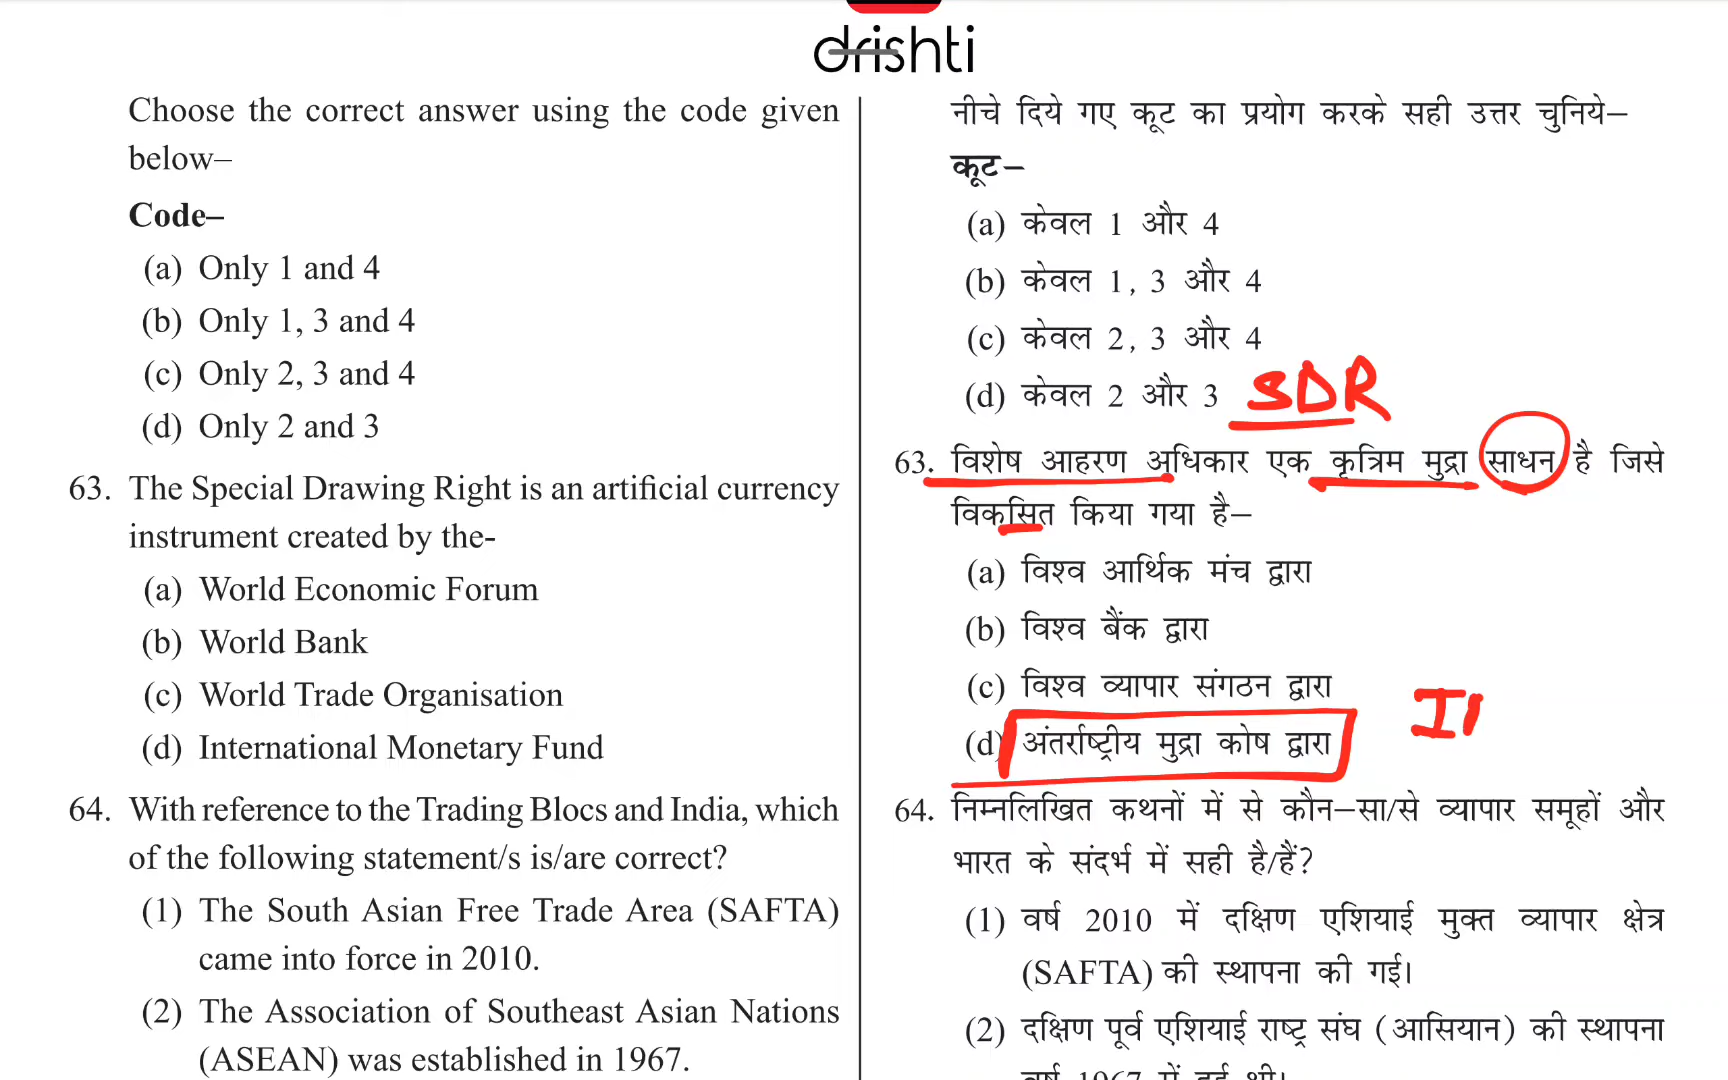 drishti
Choose the correct answer using the code given
below–
Code–
(a) Only 1 and 4
(b) Only 1, 3 and 4
(c) Only 2, 3 and 4
(d) Only 2 and 3
63. The Special Drawing Right is an artificial currency
instrument created by the-
(a) World Economic Forum
(b) World Bank
(c) World Trade Organisation
(d) International Monetary Fund
64. With reference to the Trading Blocs and India, which
of the following statement/s is/are correct?
(1) The South Asian Free Trade Area (SAFTA)
came into force in 2010.
(2) The Association of Southeast Asian Nations
(ASEAN) was established in 1967.
नीचे दिये गए कूट का प्रयोग करके सही उत्तर चुनिये–
कूट–
(a) केवल 1 और 4
(b) केवल 1, 3 और 4
(c) केवल 2, 3 और 4
(d) केवल 2 और 3 SDR
63. विशेष आहरण अधिकार एक कृत्रिम मुद्रा साधन है जिसे
विकसित किया गया है–
(a) विश्व आर्थिक मंच द्वारा
(b) विश्व बैंक द्वारा
(c) विश्व व्यापार संगठन द्वारा
(d) अंतर्राष्ट्रीय मुद्रा कोष द्वारा
64. निम्नलिखित कथनों में से कौन–सा/से व्यापार समूहों और
भारत के संदर्भ में सही है/हैं?
(1) वर्ष 2010 में दक्षिण एशियाई मुक्त व्यापार क्षेत्र
(SAFTA) की स्थापना की गई।
(2) दक्षिण पूर्व एशियाई राष्ट्र संघ (आसियान) की स्थापना
वर्ष 1967 में हुई थी।